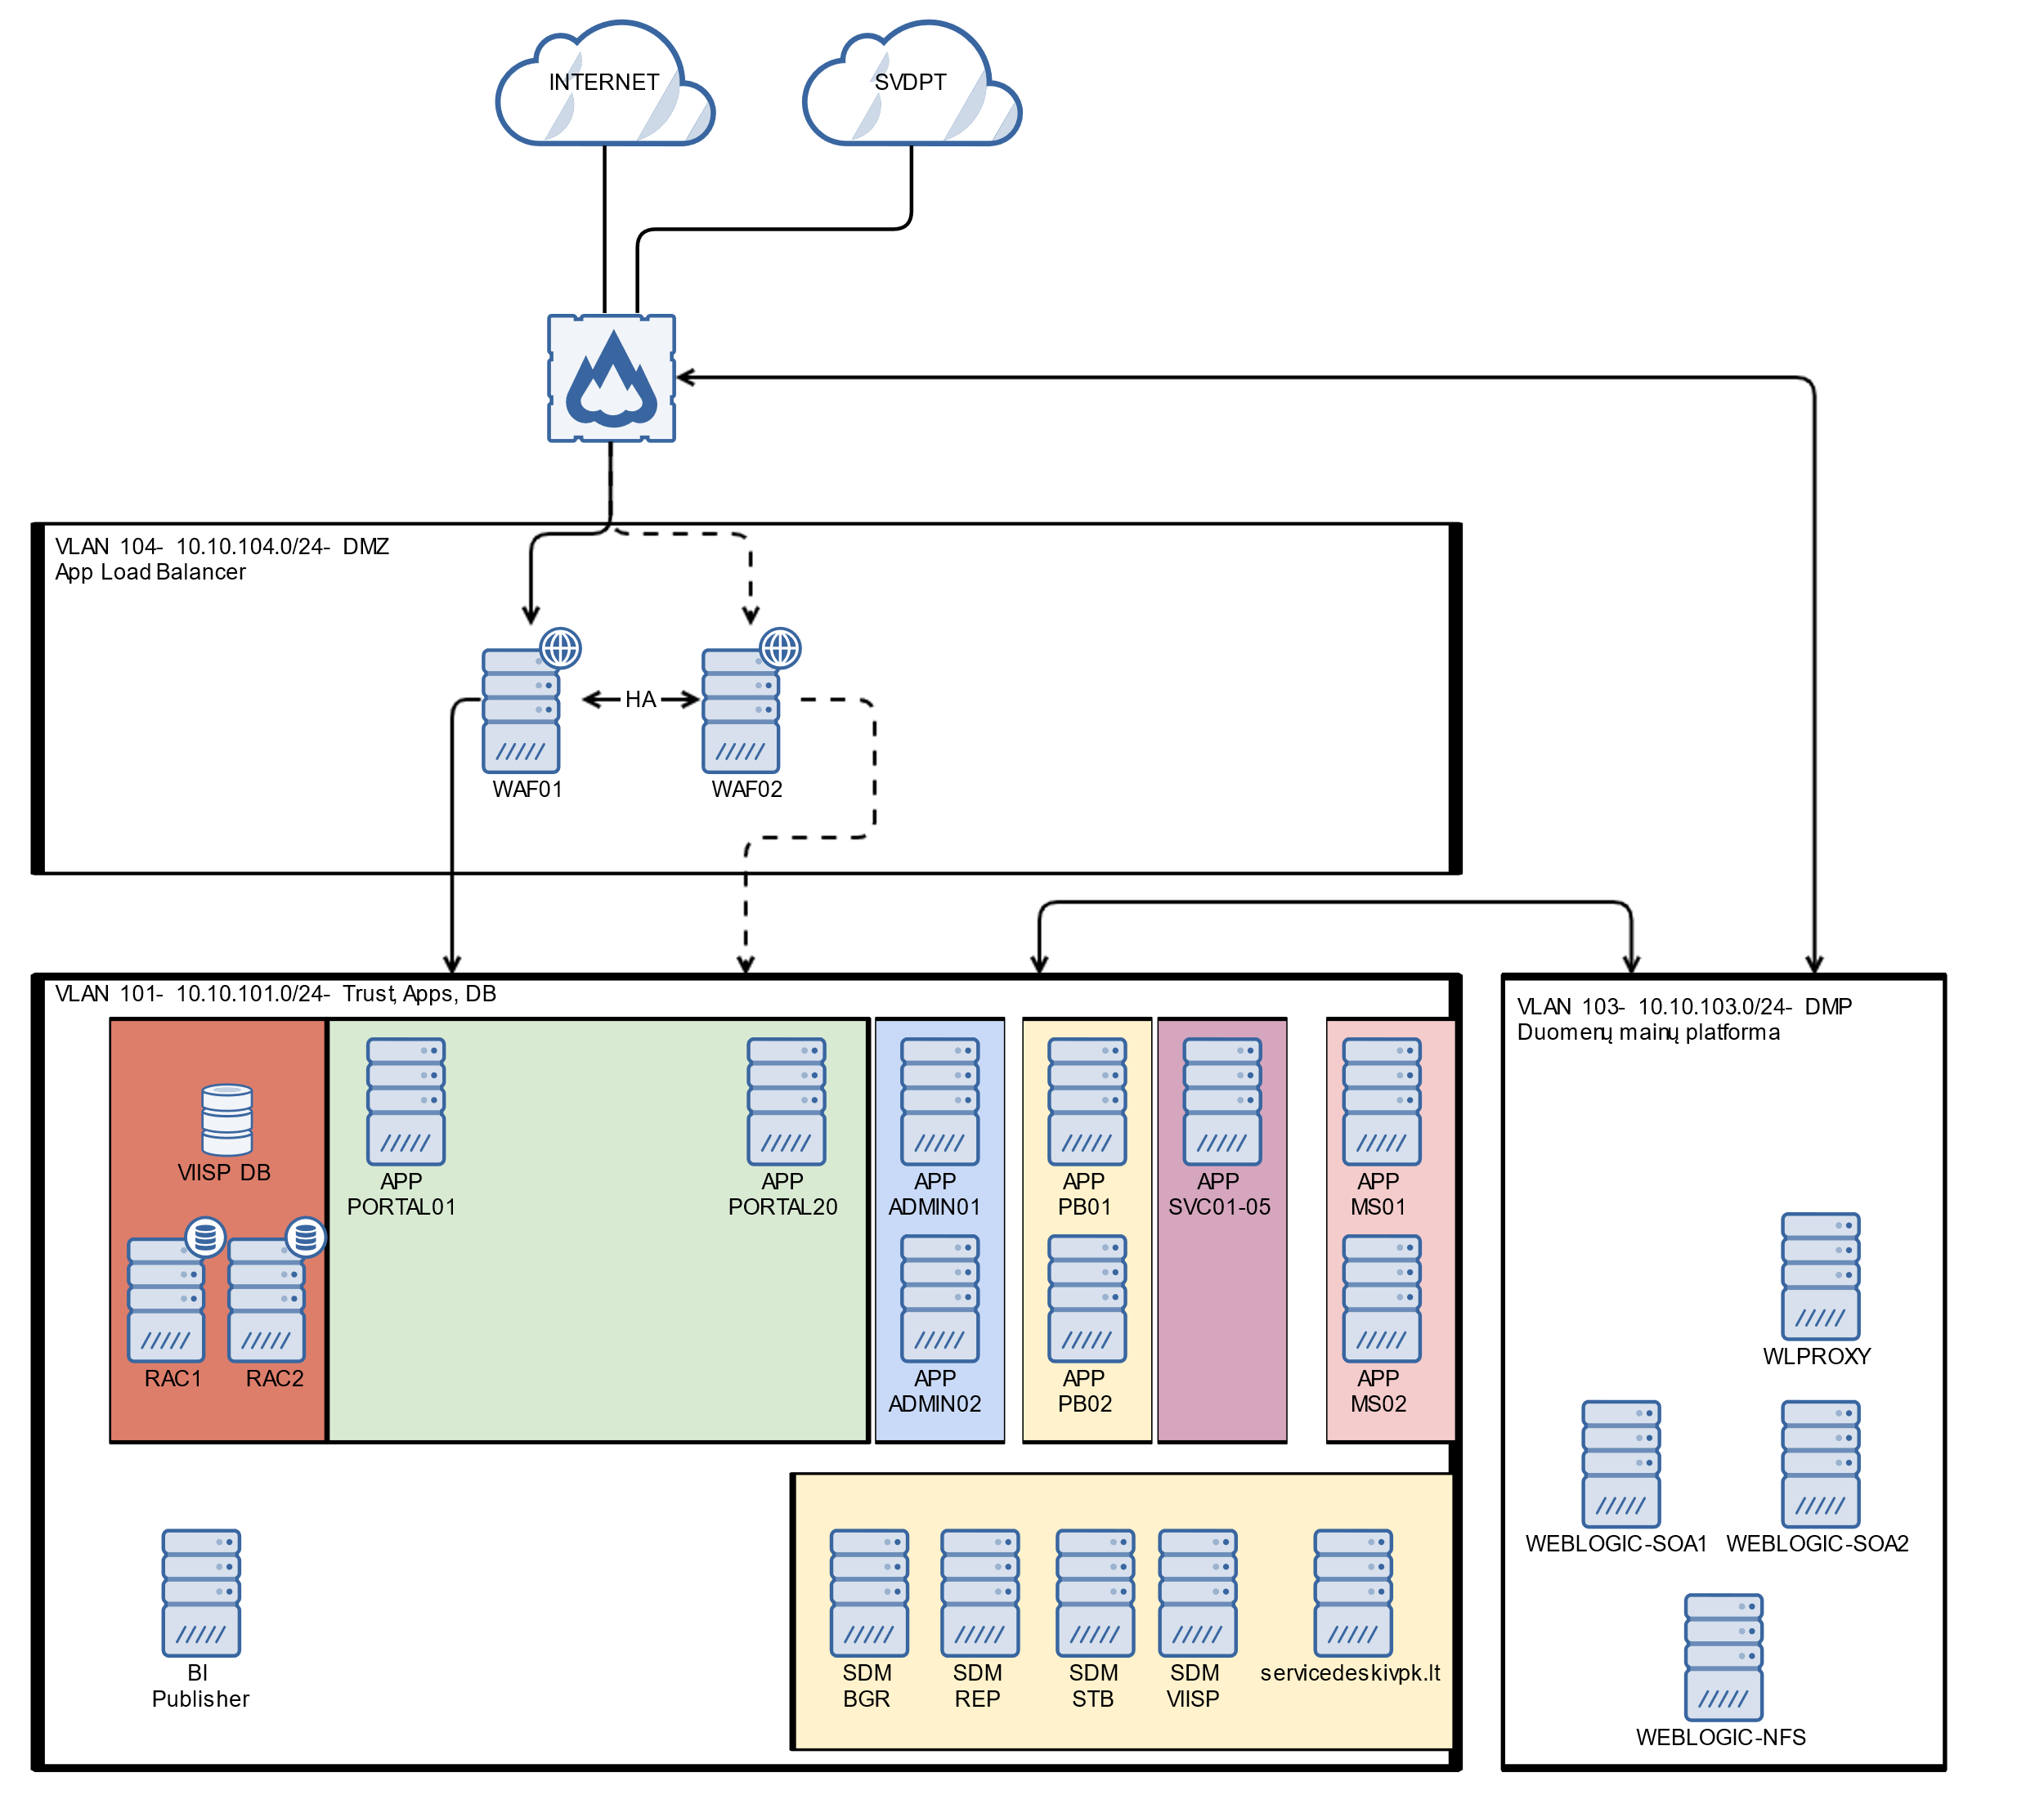 INTERNET
SVDPT
VLAN 104- 10.10.104.0/24- DMZ
App Load Balancer
HA
WAF01
WAF02
VLAN 101- 10.10.101.0/24- Trust, Apps, DB
VLAN 103- 10.10.103.0/24- DMP
Duomenų mainų platforma
VIISP DB
APP
PORTAL01
APP
PORTAL20
APP
ADMIN01
APP
PB01
APP
SVC01-05
APP
MS01
RAC1
RAC2
APP
ADMIN02
APP
PB02
APP
MS02
WLPROXY
WEBLOGIC-SOA1
WEBLOGIC-SOA2
BI
Publisher
SDM
BGR
SDM
REP
SDM
STB
SDM
VIISP
servicedeskivpk.lt
WEBLOGIC-NFS